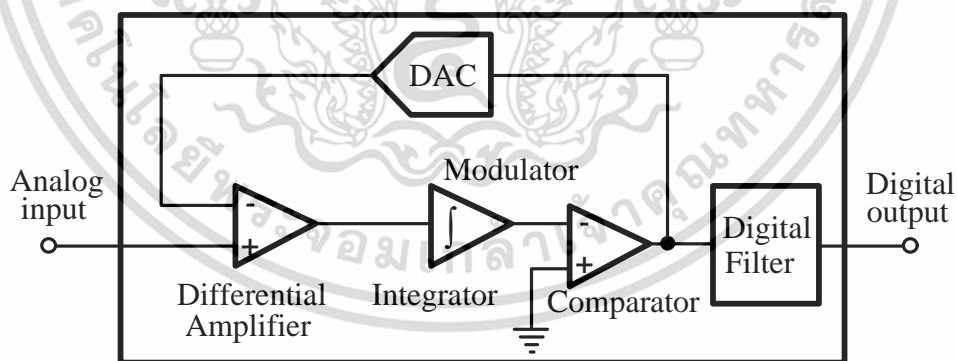 DAC
Modulator
Analog
input
-
+
∫
-
+
Digital
Filter
Digital
output
Differential
Amplifier
Integrator
Comparator